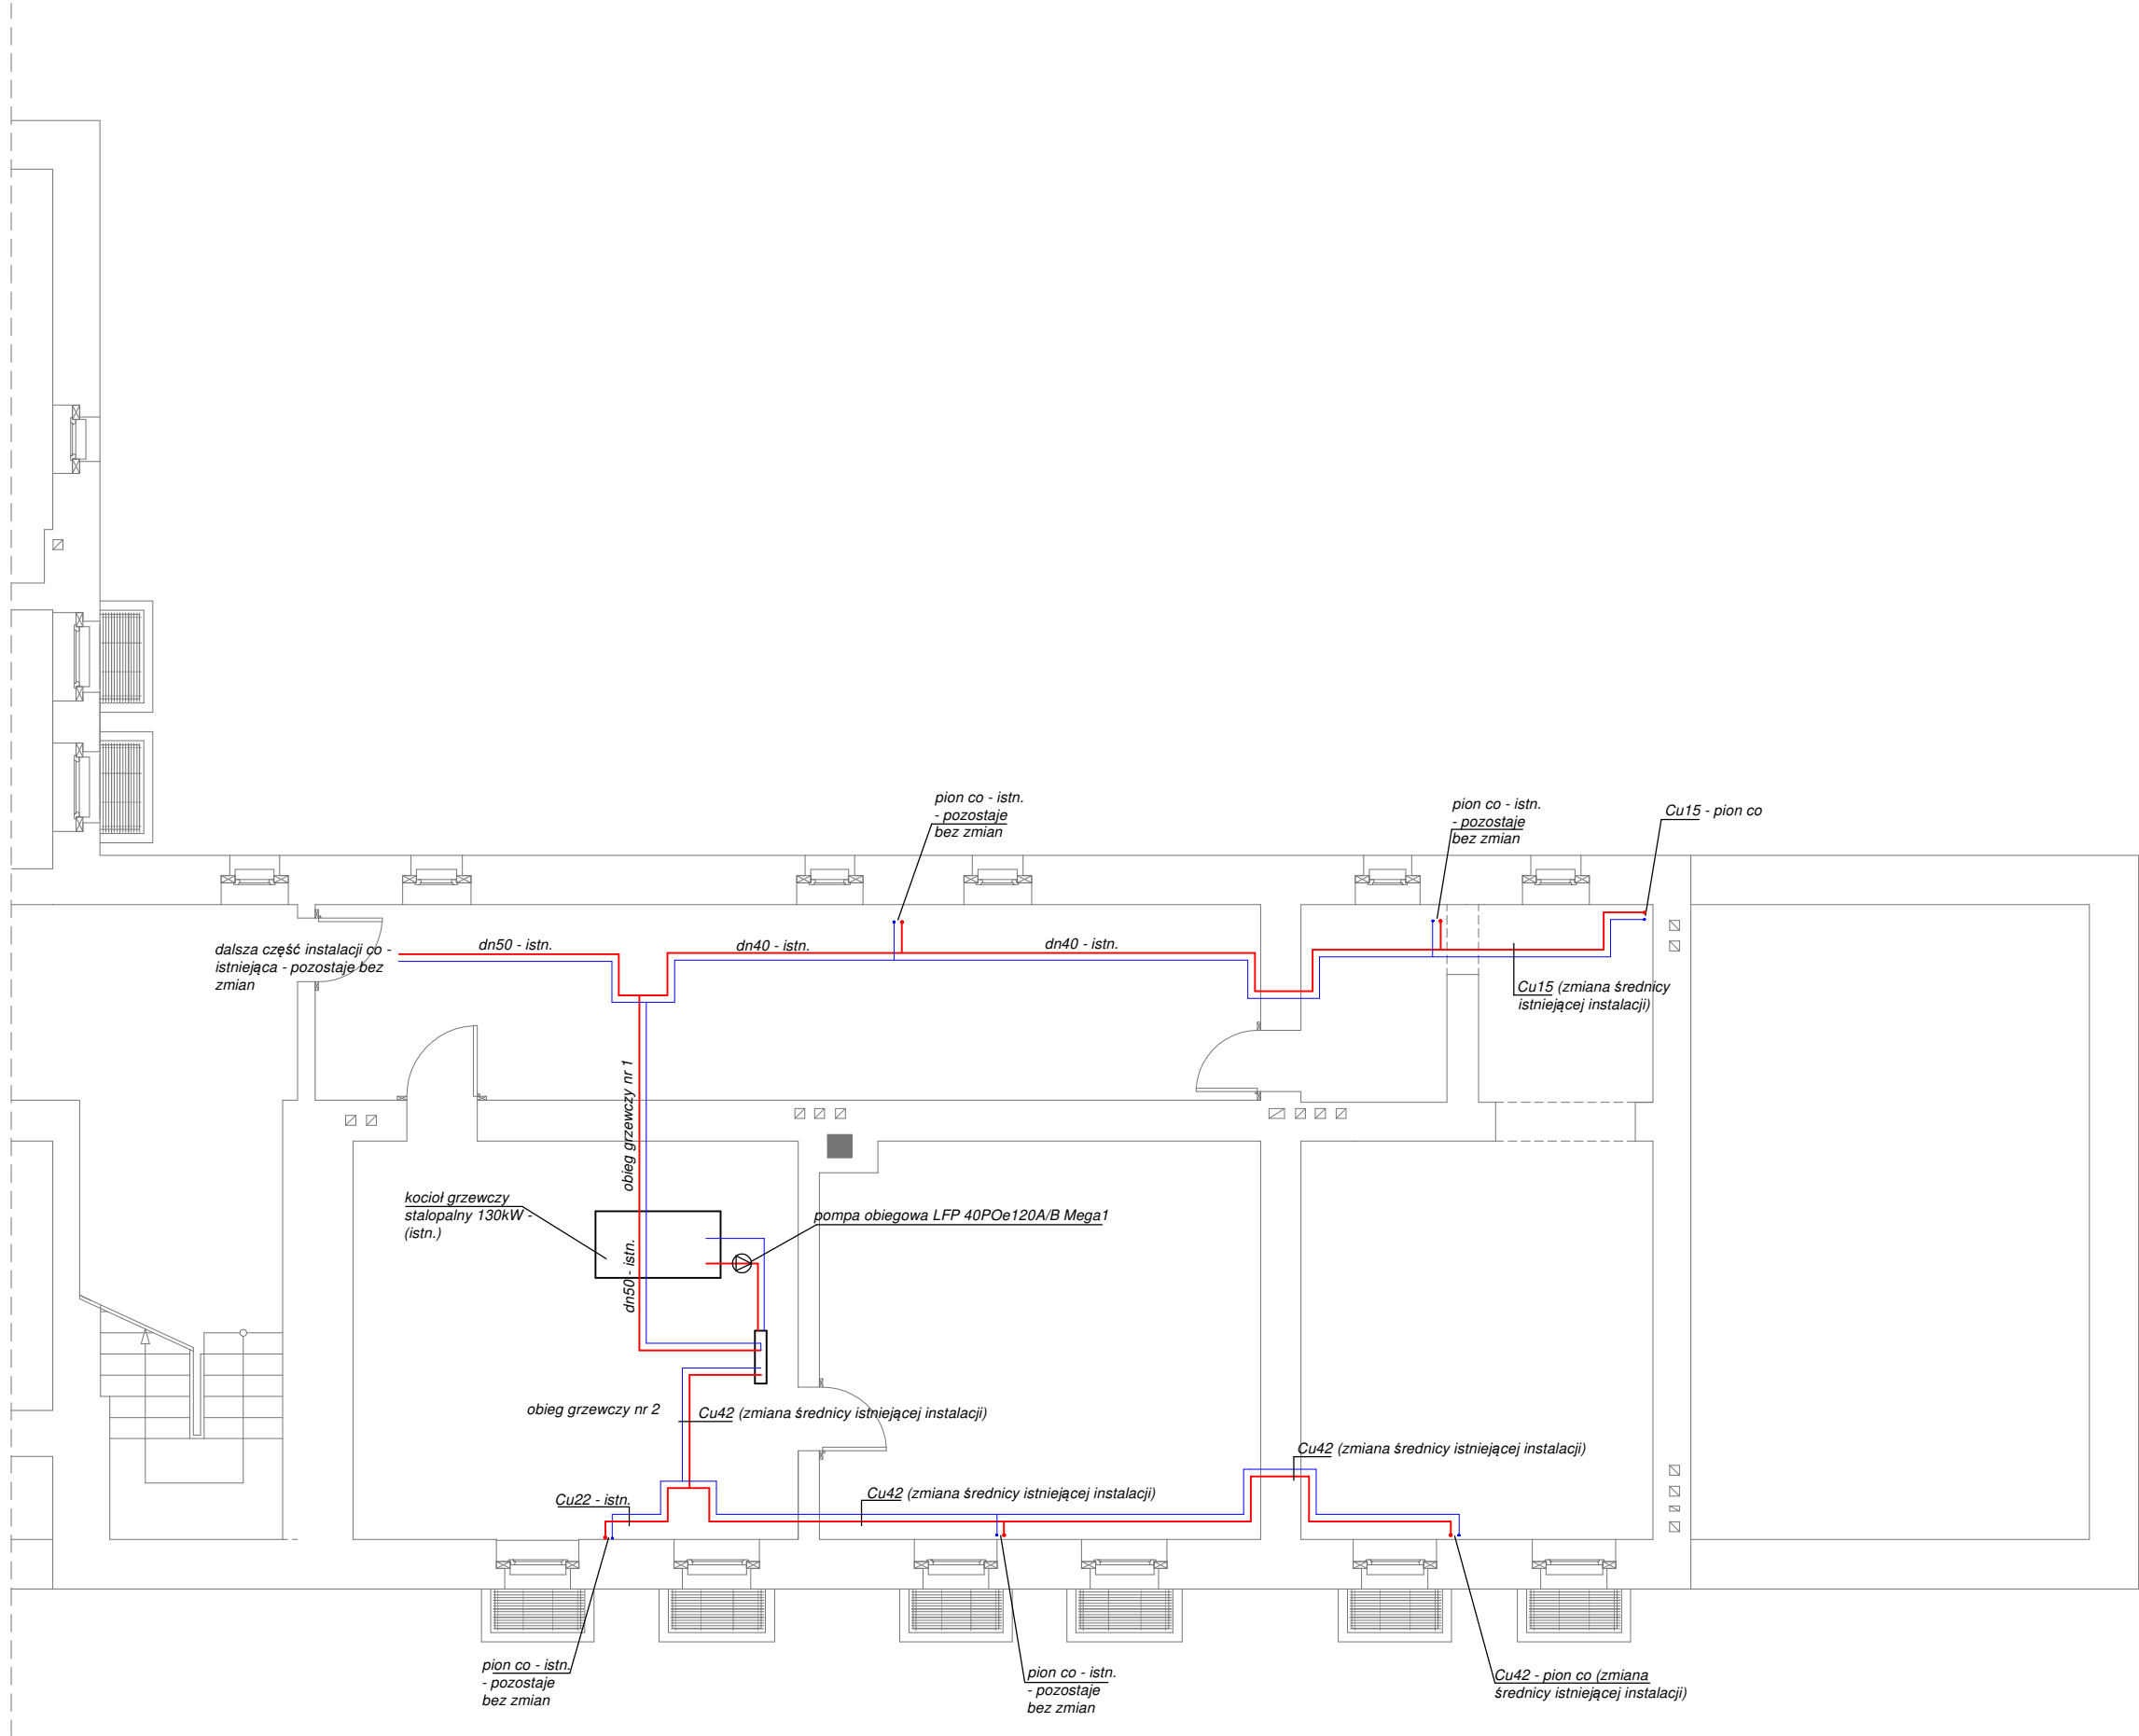 pion co - istn.
- pozostaje
bez zmian
pion co - istn.
- pozostaje
bez zmian
Cu15 - pion co
dalsza część instalacji co -
istniejąca - pozostaje bez
zmian
dn50 - istn.
dn40 - istn.
dn40 - istn.
Cu15 (zmiana średnicy
istniejącej instalacji)
obieg grzewczy nr 1
kocioł grzewczy
stalopalny 130kW -
(istn.)
pompa obiegowa LFP 40POe120A/B Mega1
dn50 - istn.
obieg grzewczy nr 2
Cu42 (zmiana średnicy istniejącej instalacji)
Cu42 (zmiana średnicy istniejącej instalacji)
Cu22 - istn.
Cu42 (zmiana średnicy istniejącej instalacji)
pion co - istn.
- pozostaje
bez zmian
pion co - istn.
- pozostaje
bez zmian
Cu42 - pion co (zmiana
średnicy istniejącej instalacji)